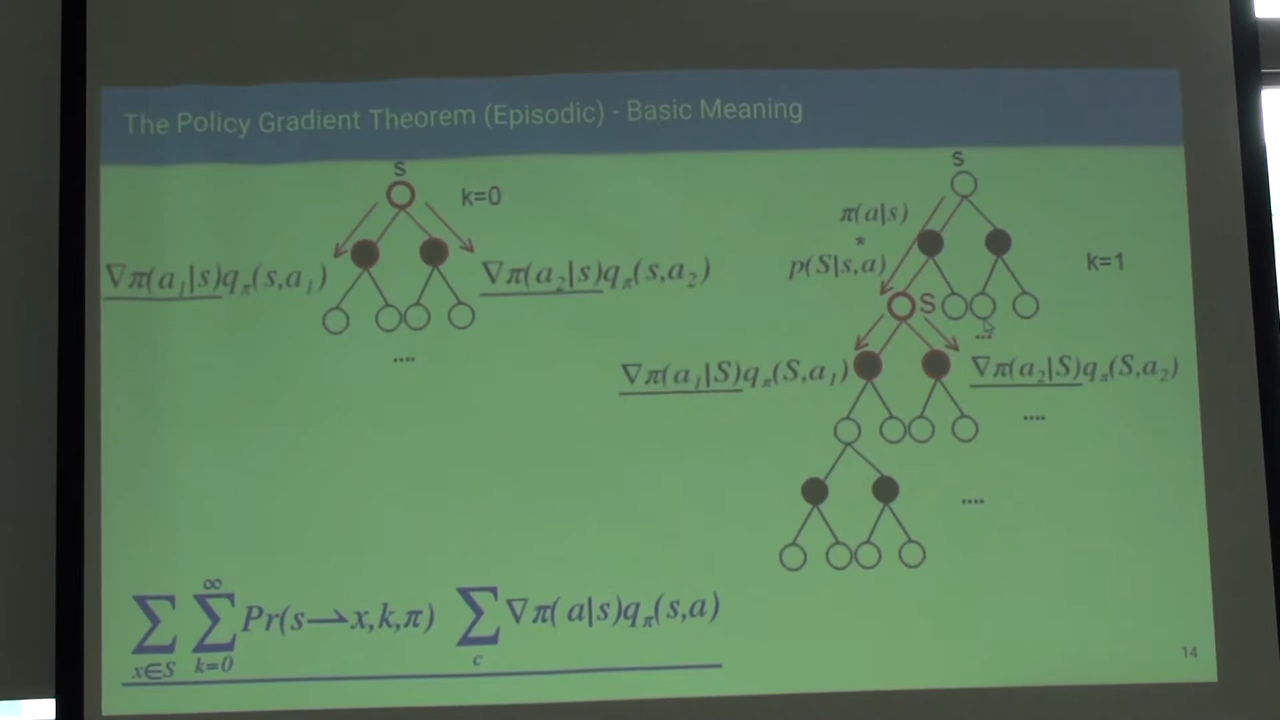 The Policy Gradient Theorem (Episodic) - Basic Meaning
s
k=0
∇π(a₁|s)qπ(s,a₁)
∇π(a₂|s)qπ(s,a₂)
....
s
π(a|s)
*
p(S|s,a)
k=1
S
...
∇π(a₁|S)qπ(S,a₁)
∇π(a₂|S)qπ(S,a₂)
....
....
∑x∈S ∑k=0∞ Pr(s⟶x,k,π) ∑c ∇π(a|s)qπ(s,a)
14